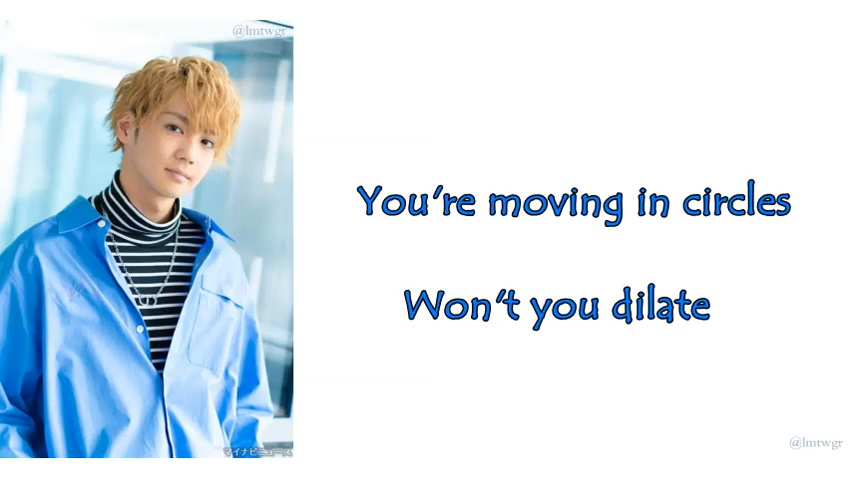 @lmtwgr
You're moving in circles
Won't you dilate
@lmtwgr
マイナビニュース